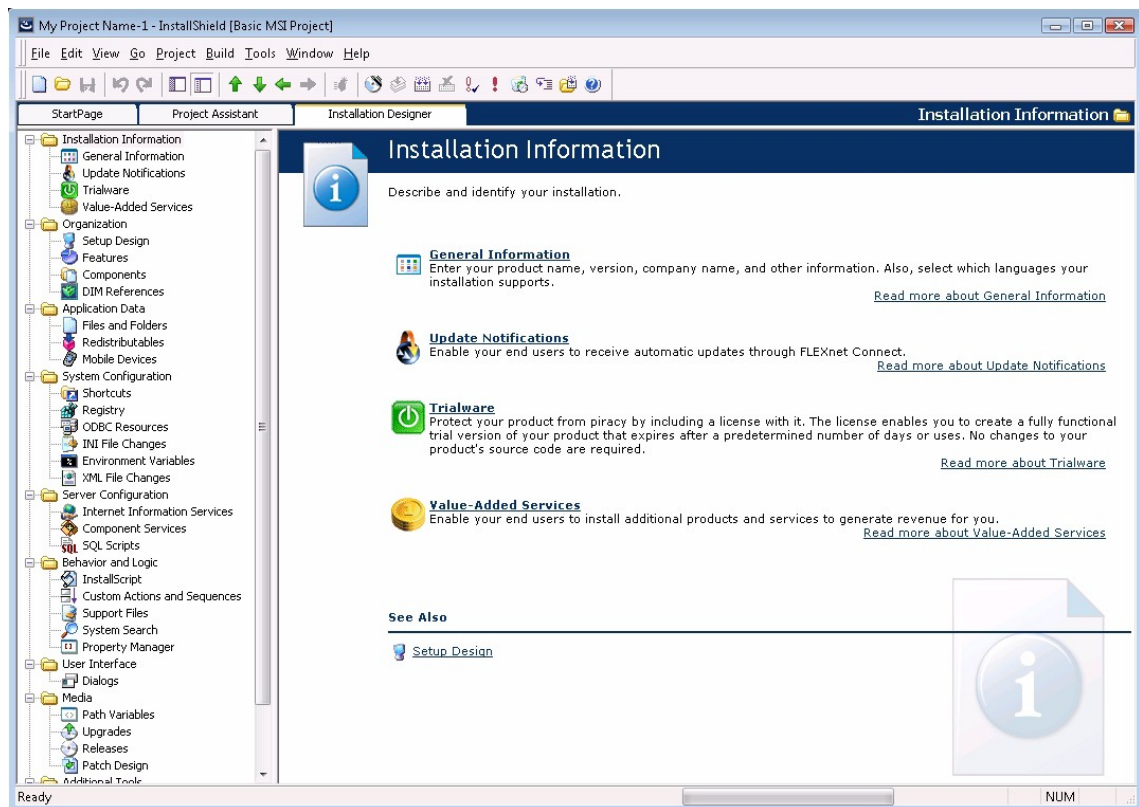 My Project Name-1 - InstallShield [Basic MSI Project]
File Edit View Go Project Build Tools Window Help
StartPage Project Assistant Installation Designer Installation Information
Installation Information
General Information
Update Notifications
Trialware
Value-Added Services
Organization
Setup Design
Features
Components
DIM References
Application Data
Files and Folders
Redistributables
Mobile Devices
System Configuration
Shortcuts
Registry
ODBC Resources
INI File Changes
Environment Variables
XML File Changes
Server Configuration
Internet Information Services
Component Services
SQL Scripts
Behavior and Logic
InstallScript
Custom Actions and Sequences
Support Files
System Search
Property Manager
User Interface
Dialogs
Media
Path Variables
Upgrades
Releases
Patch Design
Additional Tools
Installation Information
Describe and identify your installation.
General Information
Enter your product name, version, company name, and other information. Also, select which languages your
installation supports.
Read more about General Information
Update Notifications
Enable your end users to receive automatic updates through FLEXnet Connect.
Read more about Update Notifications
Trialware
Protect your product from piracy by including a license with it. The license enables you to create a fully functional
trial version of your product that expires after a predetermined number of days or uses. No changes to your
product's source code are required.
Read more about Trialware
Value-Added Services
Enable your end users to install additional products and services to generate revenue for you.
Read more about Value-Added Services
See Also
Setup Design
Ready NUM